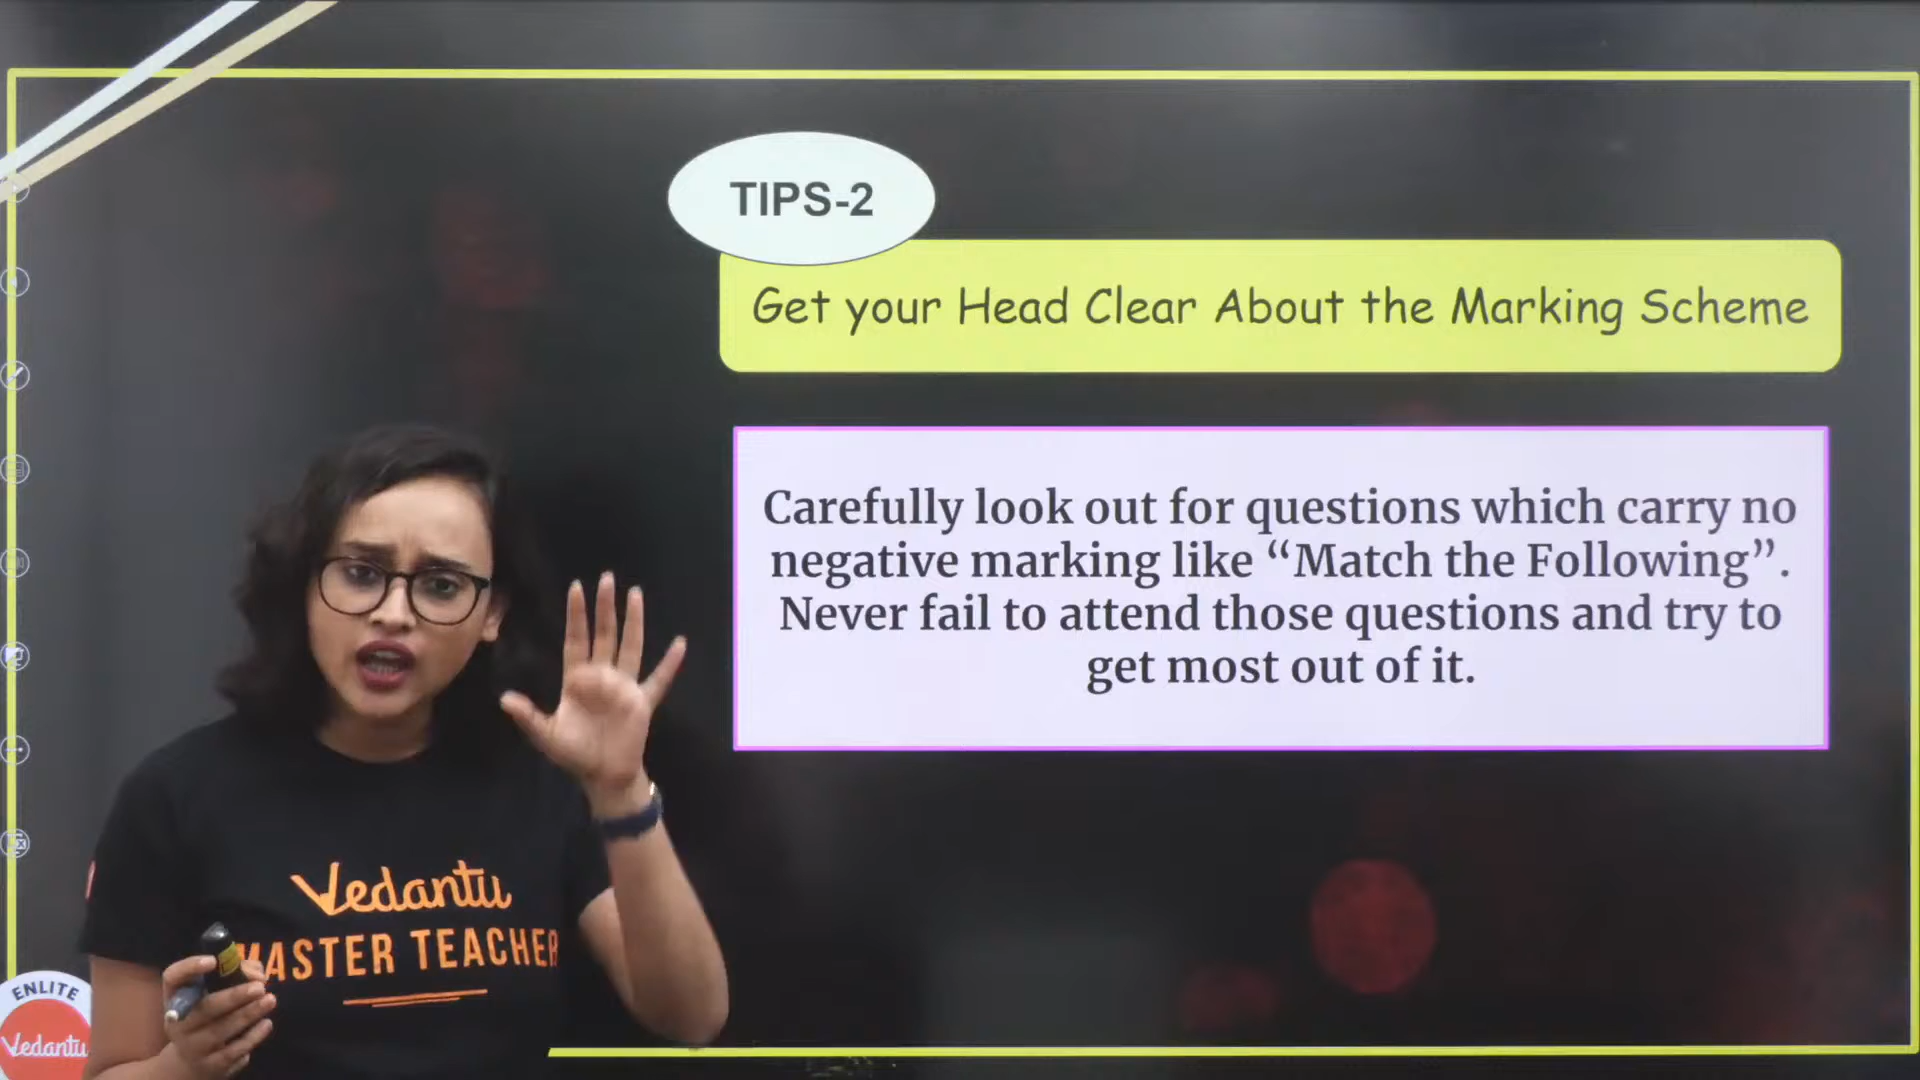 TIPS-2
Get your Head Clear About the Marking Scheme
Carefully look out for questions which carry no
negative marking like “Match the Following”.
Never fail to attend those questions and try to
get most out of it.
Vedantu
MASTER TEACHER
ENLITE
Vedantu